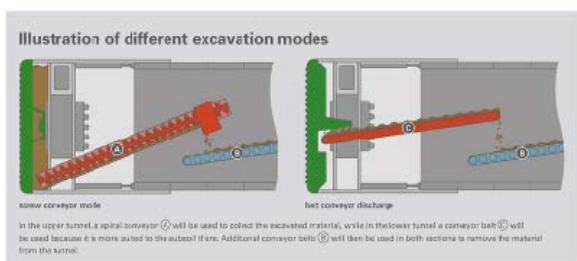 Illustration of different excavation modes
A
B
C
B
screw conveyor mode
belt conveyor discharge
In the upper tunnel, a spiral conveyor Ⓐ will be used to collect the excavated material, while in the lower tunnel a conveyor belt Ⓒ will
be used because it is more suited to the subsoil there. Additional conveyor belts Ⓑ will then be used in both sections to remove the material
from the tunnel.